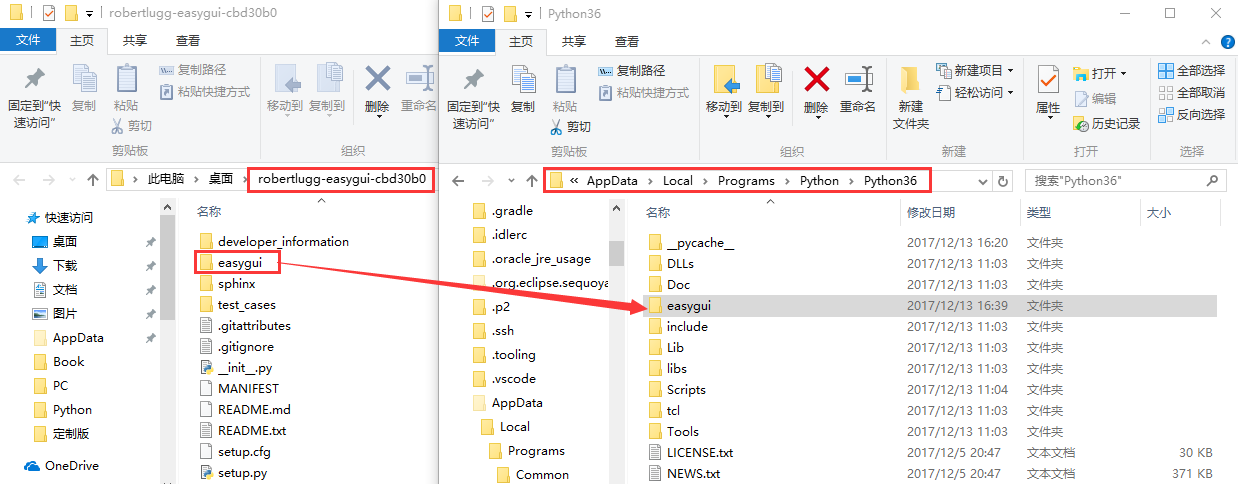 robertlugg-easygui-cbd30b0
文件 主页 共享 查看
固定到"快速访问"
复制
粘贴
复制路径
粘贴快捷方式
剪切
移动到
复制到
删除
重命名
剪贴板
组织
此电脑 > 桌面 > robertlugg-easygui-cbd30b0
快速访问
桌面
下载
文档
图片
AppData
Book
PC
Python
定制版
OneDrive
名称
developer_information
easygui
sphinx
test_cases
.gitattributes
.gitignore
__init__.py
MANIFEST
README.md
README.txt
setup.cfg
setup.py
Python36
文件 主页 共享 查看
固定到"快速访问"
复制
粘贴
复制路径
粘贴快捷方式
剪切
移动到
复制到
删除
重命名
新建文件夹
新建项目
轻松访问
属性
打开
编辑
历史记录
全部选择
全部取消
反向选择
剪贴板
组织
新建
打开
选择
« AppData > Local > Programs > Python > Python36
搜索"Python36"
.gradle
.idlerc
.oracle_jre_usage
.org.eclipse.sequoya
.p2
.ssh
.tooling
.vscode
AppData
Local
Programs
Common
名称 修改日期 类型 大小
__pycache__ 2017/12/13 16:20 文件夹
DLLs 2017/12/13 11:03 文件夹
Doc 2017/12/13 11:03 文件夹
easygui 2017/12/13 16:39 文件夹
include 2017/12/13 11:03 文件夹
Lib 2017/12/13 11:03 文件夹
libs 2017/12/13 11:03 文件夹
Scripts 2017/12/13 11:04 文件夹
tcl 2017/12/13 11:03 文件夹
Tools 2017/12/13 11:03 文件夹
LICENSE.txt 2017/12/5 20:47 文本文档 30 KB
NEWS.txt 2017/12/5 20:47 文本文档 371 KB